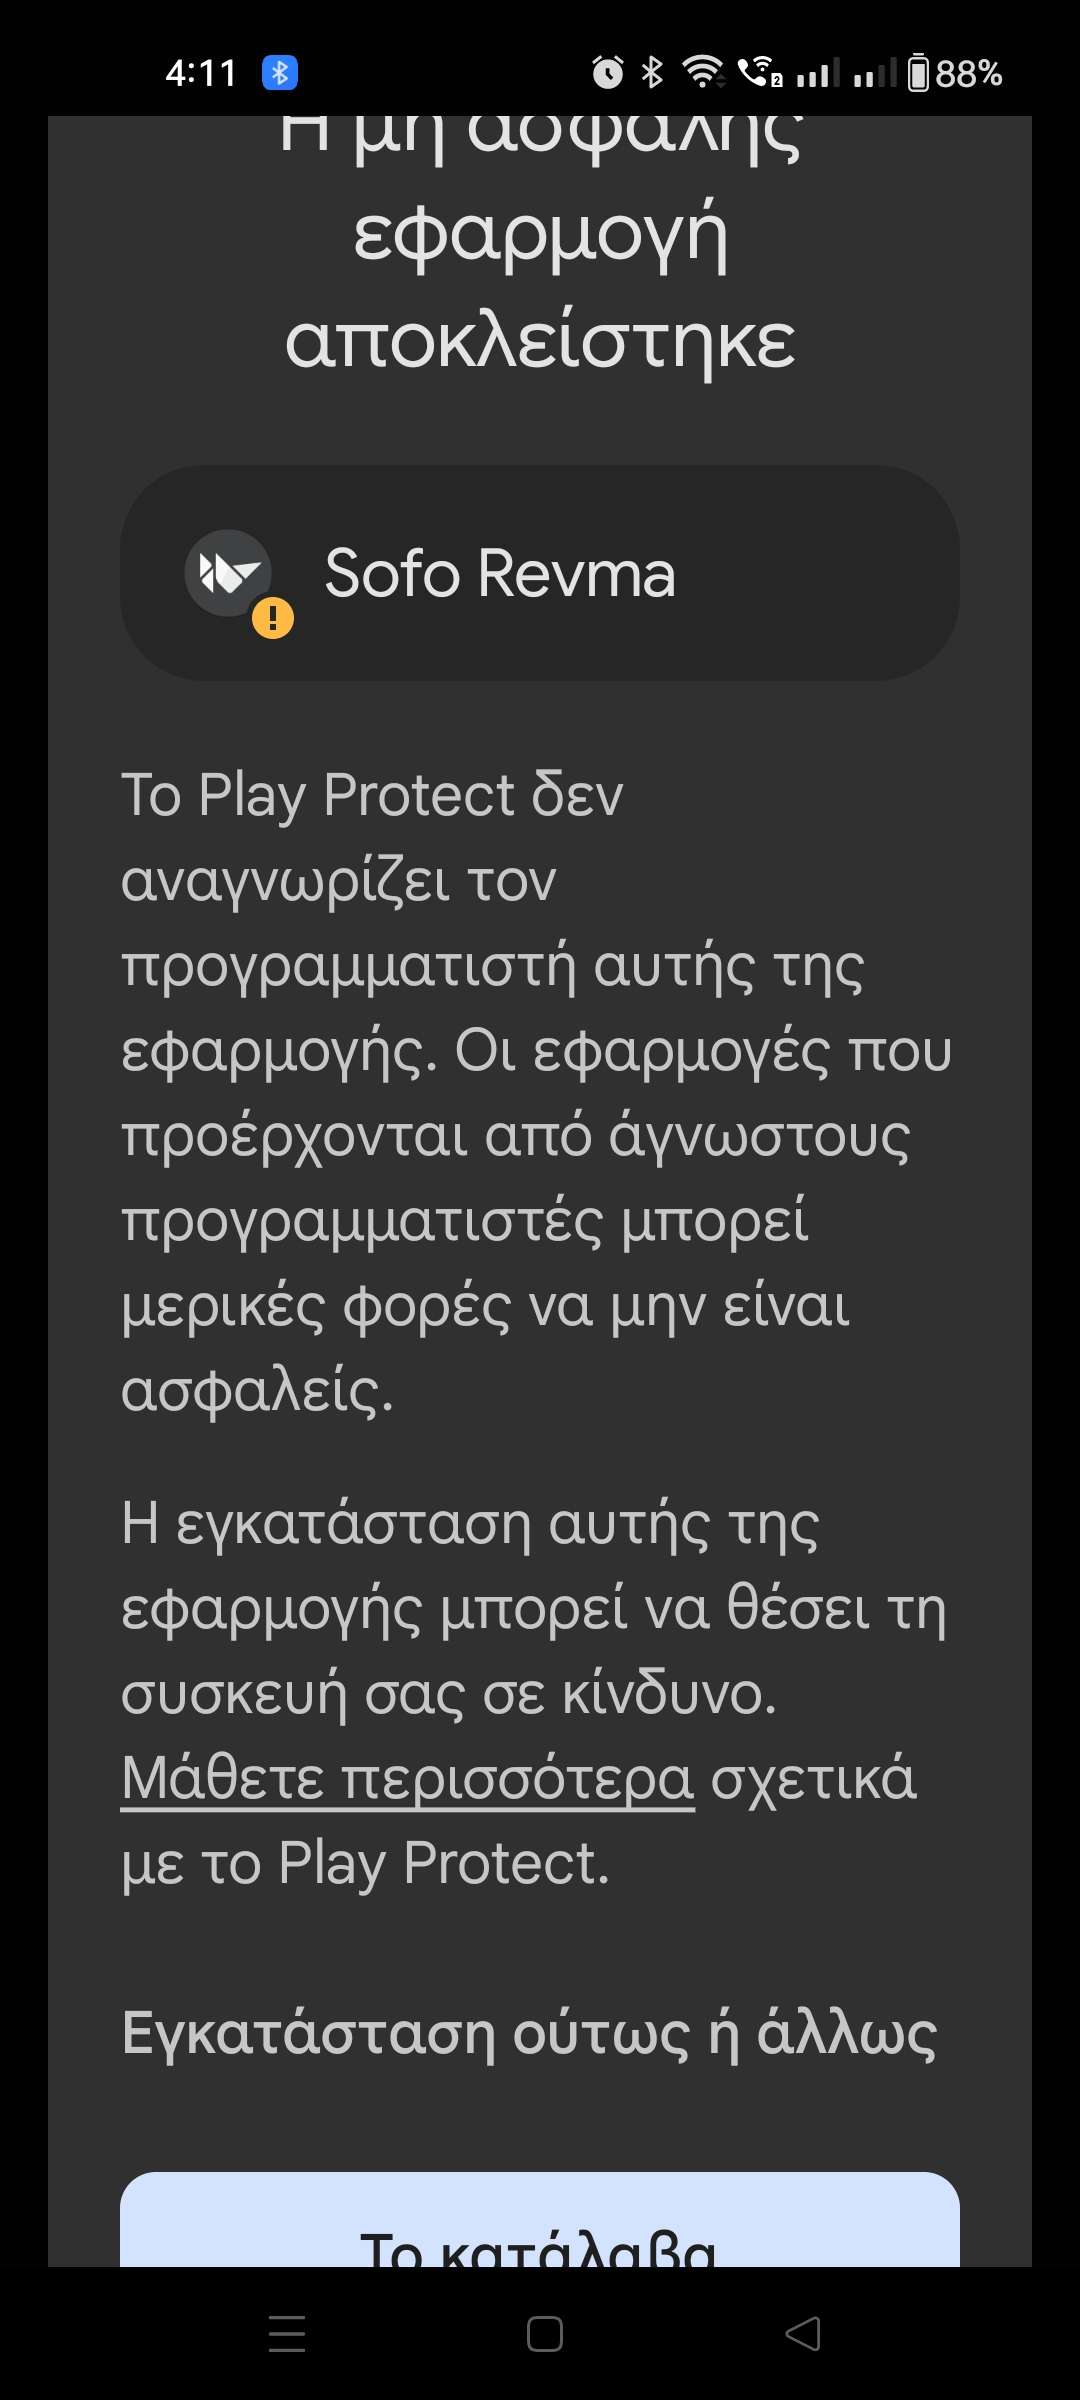 4:11
2
88%
Η μη ασφαλής
εφαρμογή
αποκλείστηκε
Sofo Revma
Το Play Protect δεν
αναγνωρίζει τον
προγραμματιστή αυτής της
εφαρμογής. Οι εφαρμογές που
προέρχονται από άγνωστους
προγραμματιστές μπορεί
μερικές φορές να μην είναι
ασφαλείς.
Η εγκατάσταση αυτής της
εφαρμογής μπορεί να θέσει τη
συσκευή σας σε κίνδυνο.
Μάθετε περισσότερα σχετικά
με το Play Protect.
Εγκατάσταση ούτως ή άλλως
Το κατάλαβα